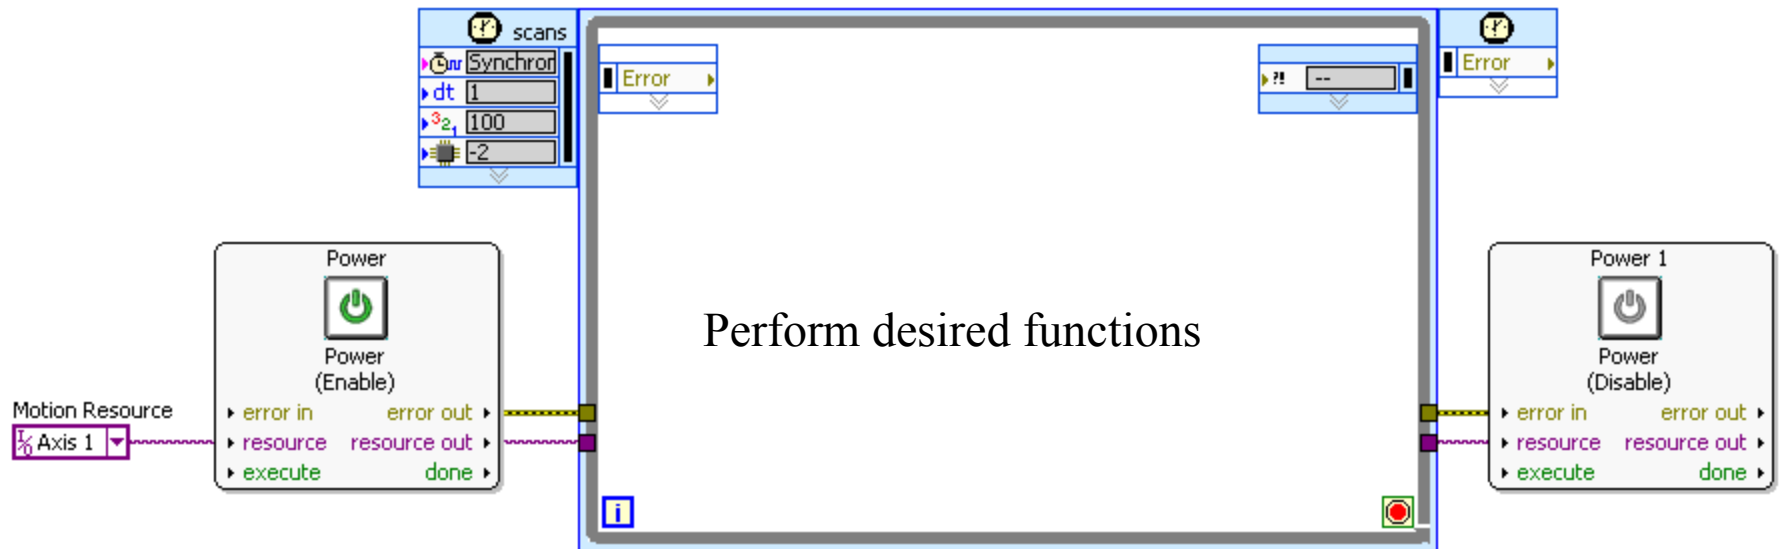 scans
Synchror
dt 1
321 100
-2
Error
?! --
Error
Power
Power
(Enable)
error in error out
resource resource out
execute done
Motion Resource
I/O Axis 1
Perform desired functions
i
Power 1
Power
(Disable)
error in error out
resource resource out
execute done